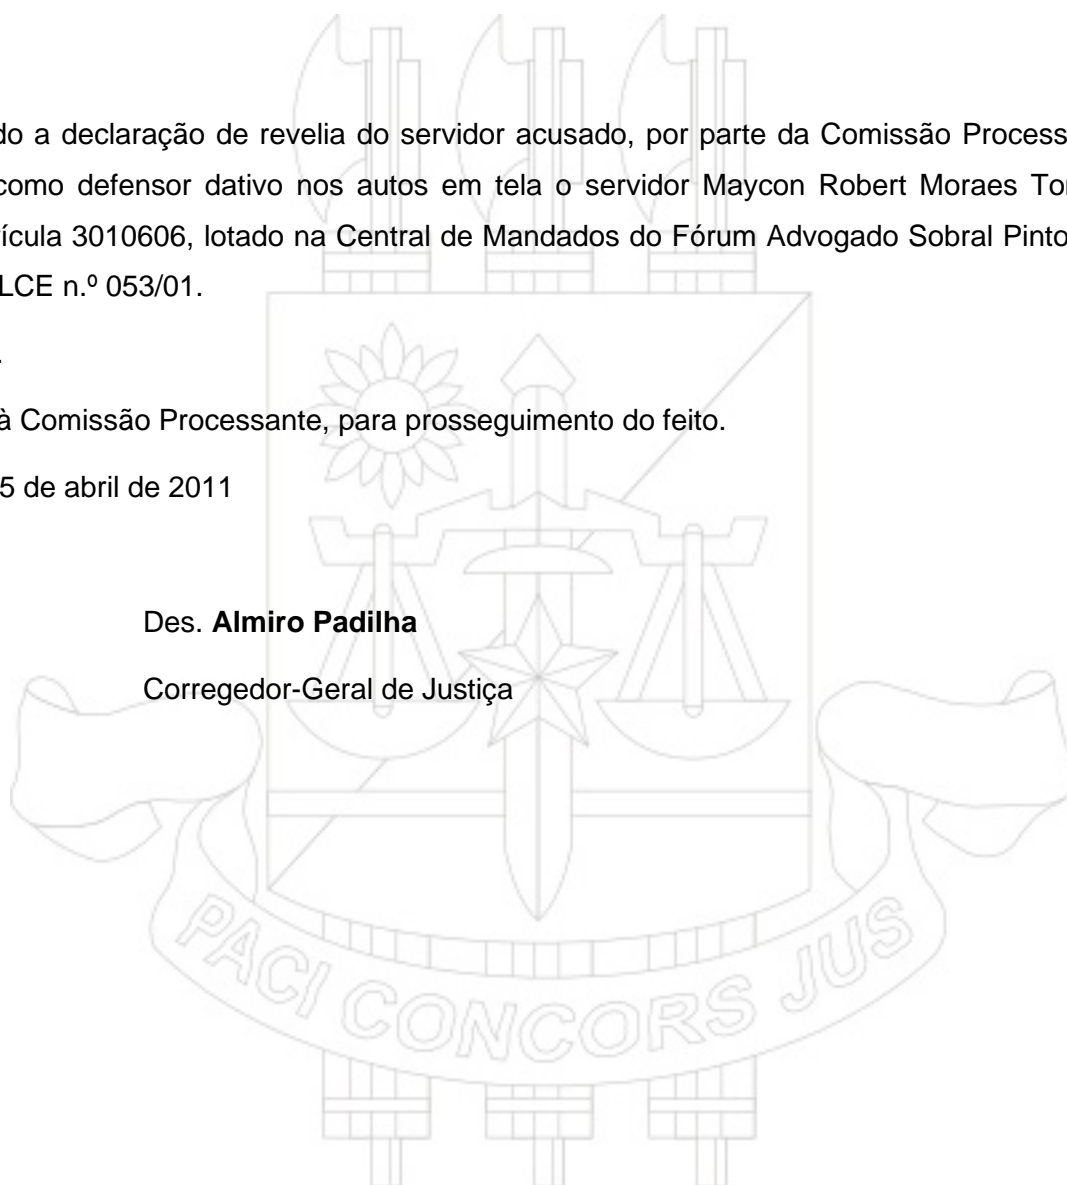 do a declaração de revelia do servidor acusado, por parte da Comissão Process
como defensor dativo nos autos em tela o servidor Maycon Robert Moraes To
rícula 3010606, lotado na Central de Mandados do Fórum Advogado Sobral Pinto
LCE n.º 053/01.
.
à Comissão Processante, para prosseguimento do feito.
5 de abril de 2011
Des. Almiro Padilha
Corregedor-Geral de Justiça
PACI CONCORS JUS